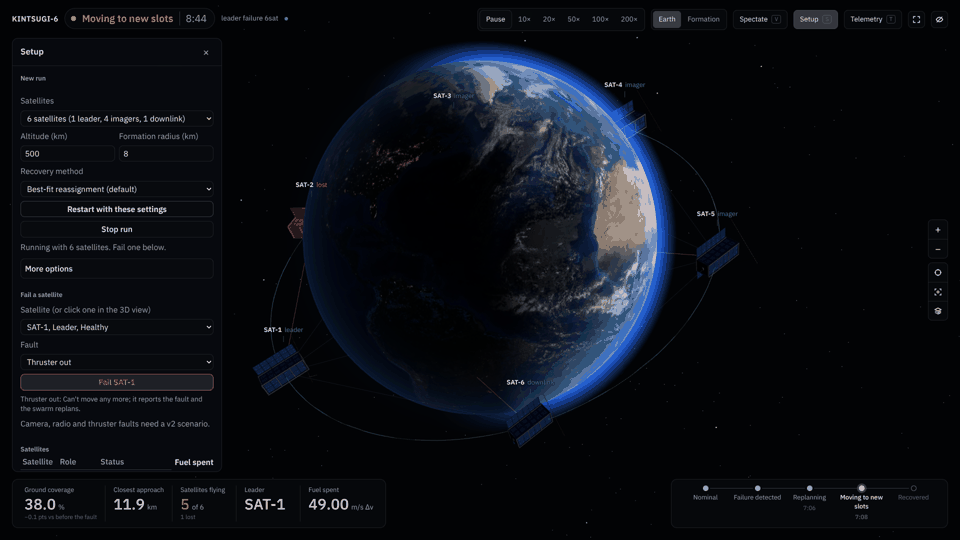 KINTSUGI-6
Moving to new slots 8:44
leader failure 6sat
Pause 10× 20× 50× 100× 200×
Earth Formation
Spectate V
Setup
Telemetry T
Setup
New run
Satellites
6 satellites (1 leader, 4 imagers, 1 downlink)
Altitude (km) Formation radius (km)
500 8
Recovery method
Best-fit reassignment (default)
Restart with these settings
Stop run
Running with 6 satellites. Fail one below.
More options
Fail a satellite
Satellite (or click one in the 3D view)
SAT-1, Leader, Healthy
Fault
Thruster out
Fail SAT-1
Thruster out: Can't move any more; it reports the fault and
the swarm replans.
Camera, radio and thruster faults need a v2 scenario.
Satellites
Satellite Role Status Fuel spent
SAT-3 imager
SAT-4 imager
SAT-2 lost
SAT-5 imager
SAT-1 leader
SAT-6 downlink
Ground coverage
38.0 %
−0.1 pts vs before the fault
Closest approach
11.9 km
Satellites flying
5 of 6
1 lost
Leader
SAT-1
Fuel spent
49.00 m/s Δv
Nominal
Failure detected
Replanning
7:06
Moving to new
slots
7:08
Recovered